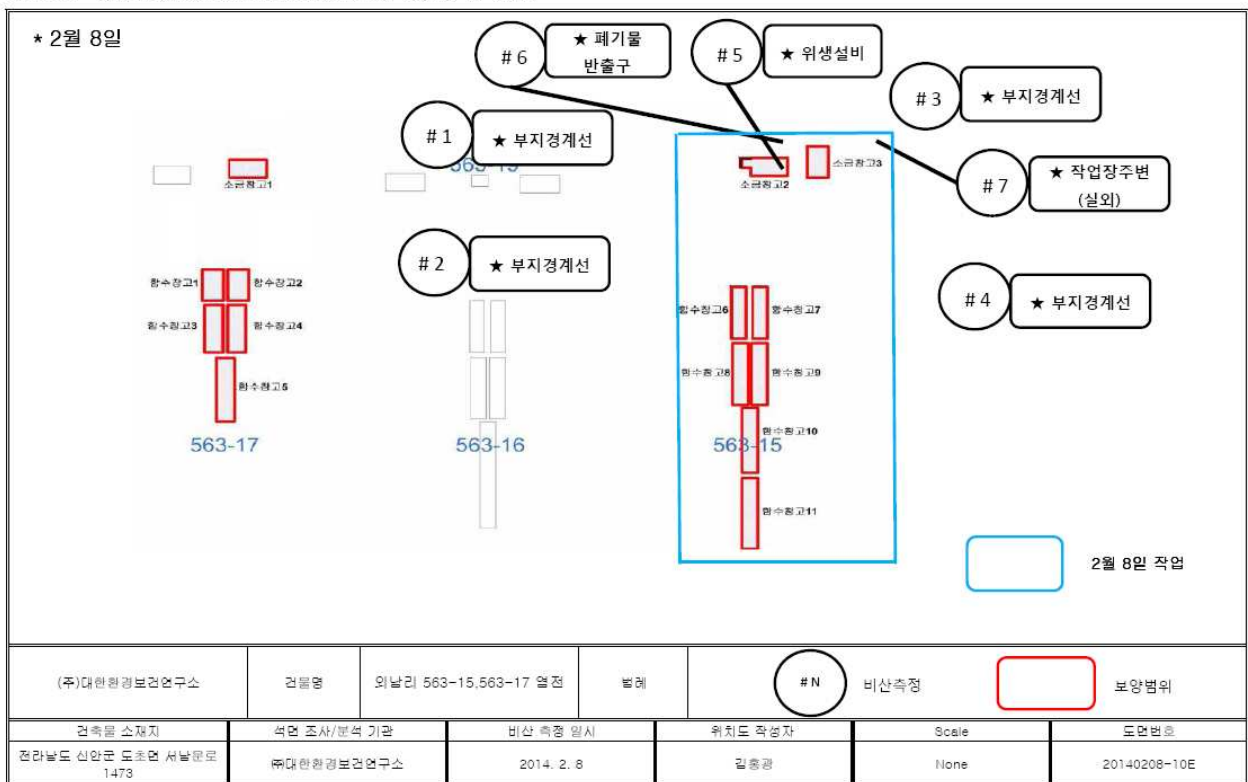 * 2월 8일
# 6
★ 폐기물
반출구
# 5
★ 위생설비
# 3
★ 부지경계선
# 1
★ 부지경계선
소금창고1
소금창고2
소금창고3
# 7
★ 작업장주변
(실외)
# 2
★ 부지경계선
# 4
★ 부지경계선
함수창고1
함수창고2
함수창고3
함수창고4
함수창고5
함수창고6
함수창고7
함수창고8
함수창고9
함수창고10
함수창고11
563-17
563-16
563-15
2월 8일 작업
(주)대한환경보건연구소
건물명
외남리 563-15,563-17 염전
범례
# N
비산측정
보양범위
건축물 소재지
석면 조사/분석 기관
비산 측정 일시
위치도 작성자
Scale
도면번호
전라남도 신안군 도초면 서남문로
1473
㈜대한환경보건연구소
2014. 2. 8
김홍광
None
20140208-10E